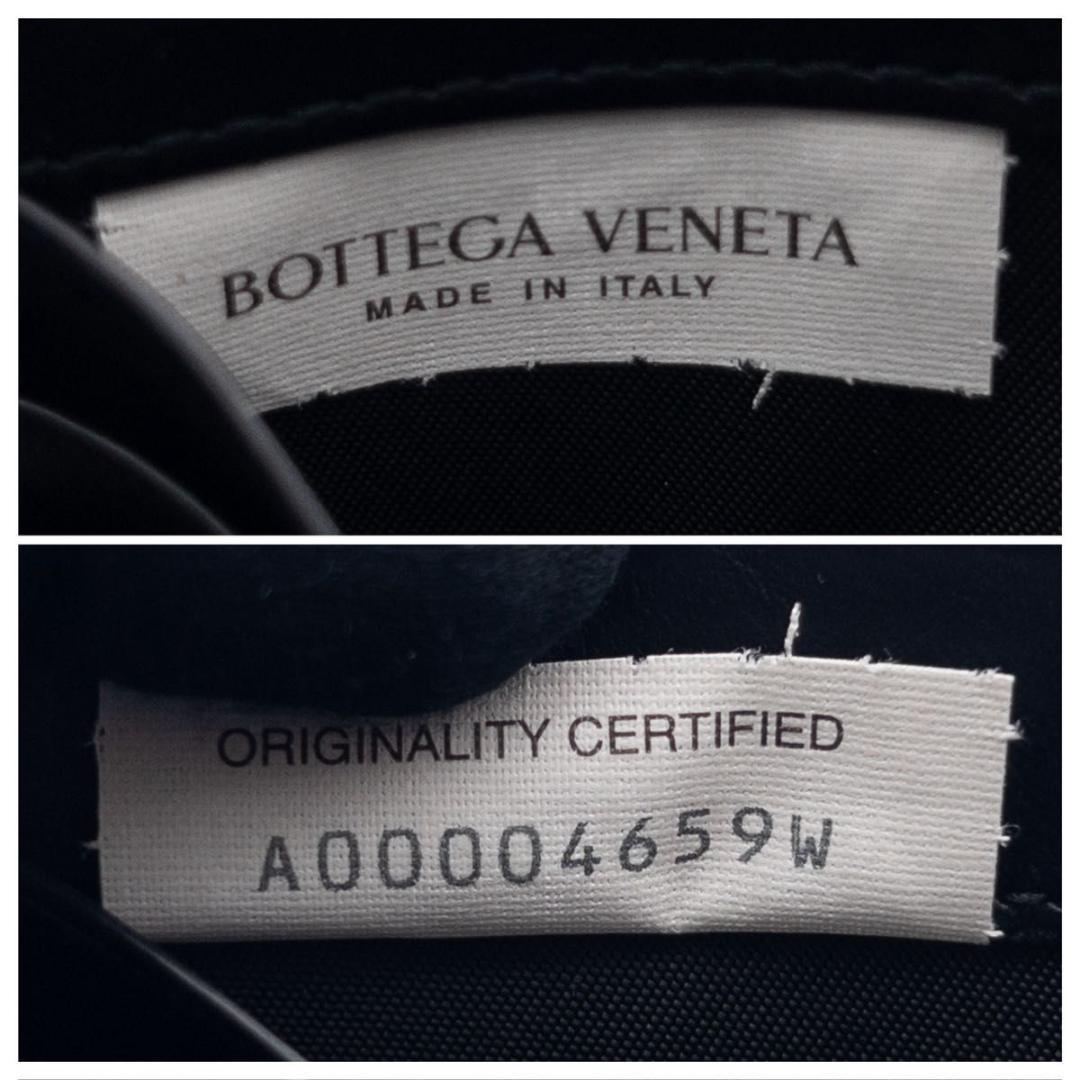 BOTTEGA VENETA
MADE IN ITALY
ORIGINALITY CERTIFIED
A00004659W